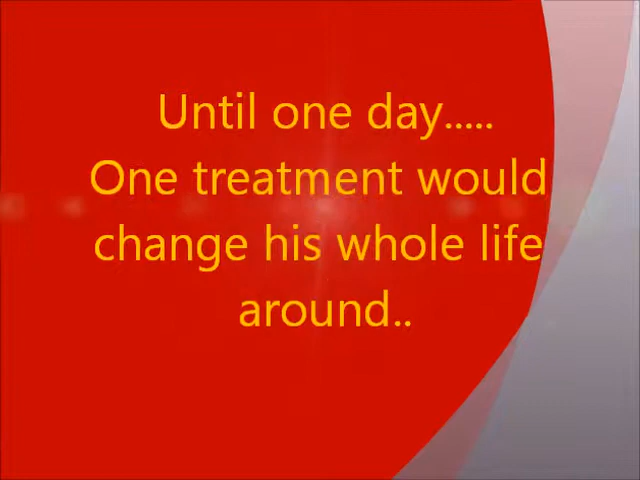 Until one day.....
One treatment would
change his whole life
around..